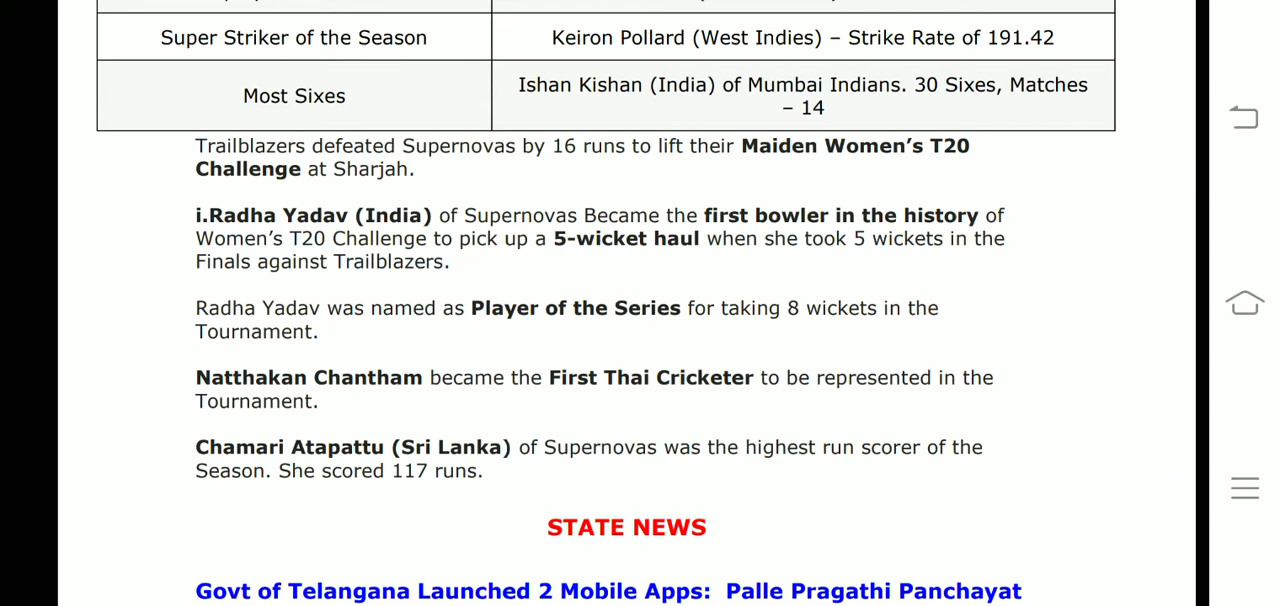 Super Striker of the Season
Keiron Pollard (West Indies) – Strike Rate of 191.42
Most Sixes
Ishan Kishan (India) of Mumbai Indians. 30 Sixes, Matches
– 14
Trailblazers defeated Supernovas by 16 runs to lift their Maiden Women's T20
Challenge at Sharjah.
i.Radha Yadav (India) of Supernovas Became the first bowler in the history of
Women's T20 Challenge to pick up a 5-wicket haul when she took 5 wickets in the
Finals against Trailblazers.
Radha Yadav was named as Player of the Series for taking 8 wickets in the
Tournament.
Natthakan Chantham became the First Thai Cricketer to be represented in the
Tournament.
Chamari Atapattu (Sri Lanka) of Supernovas was the highest run scorer of the
Season. She scored 117 runs.
STATE NEWS
Govt of Telangana Launched 2 Mobile Apps: Palle Pragathi Panchayat